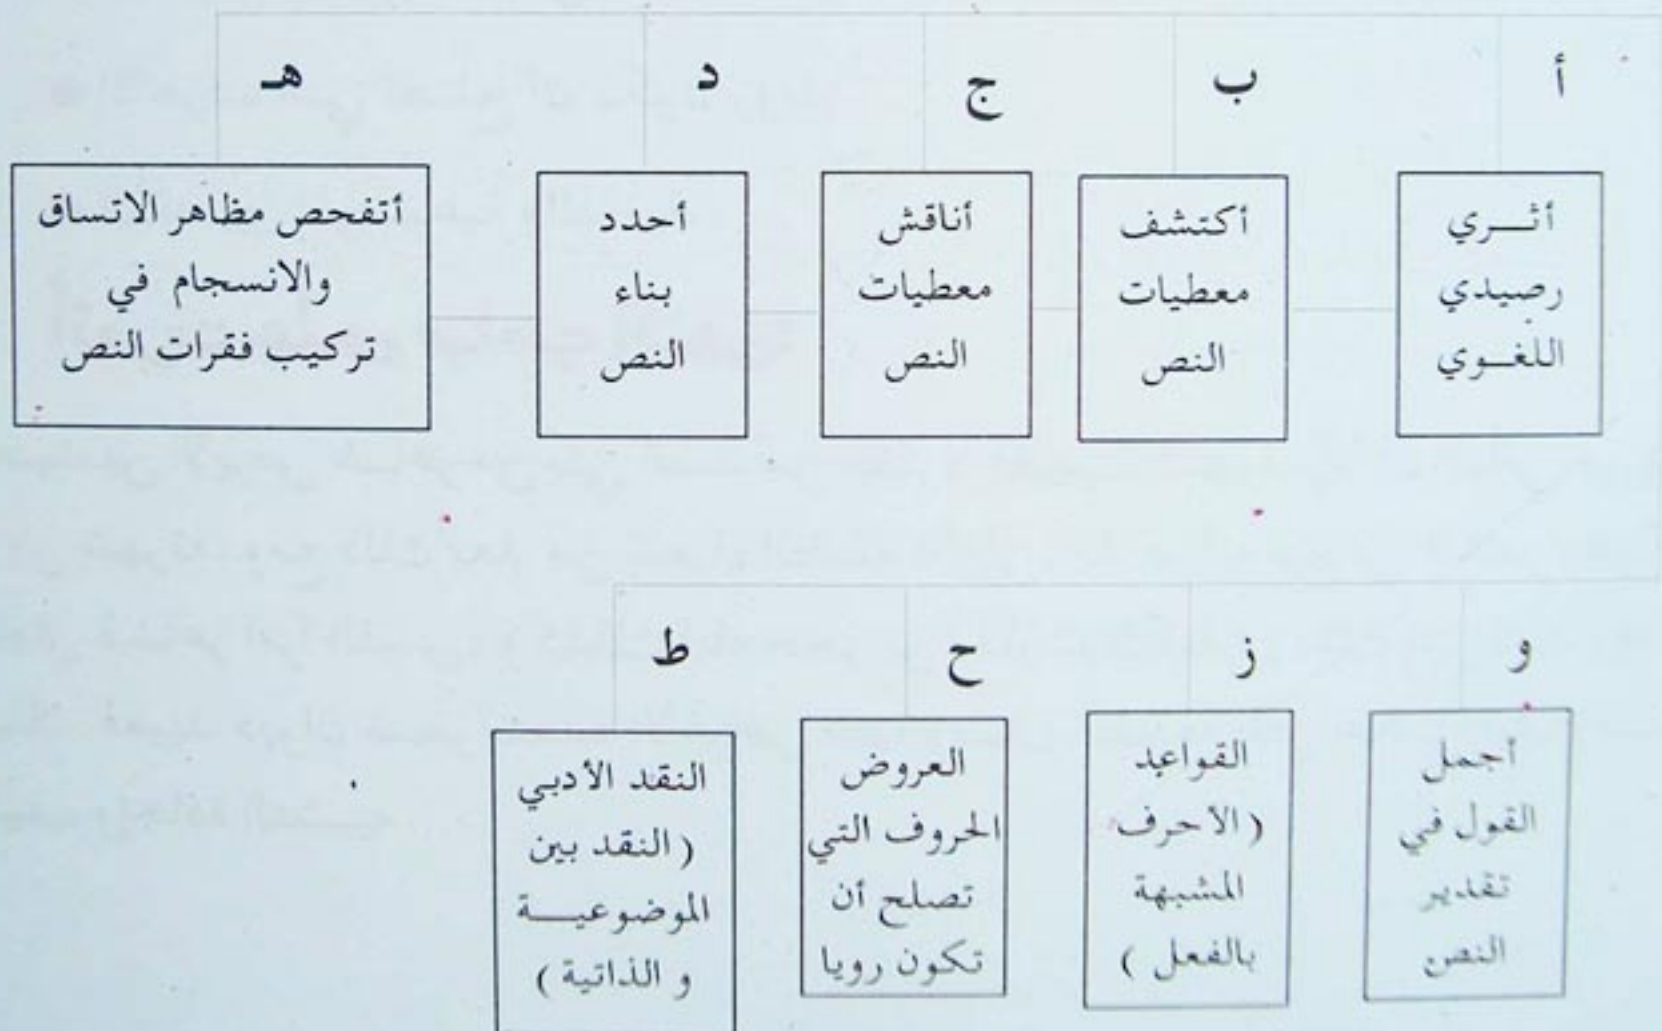 أ
ب
ج
د
هـ
أثـــري
رصيدي
اللغــوي
أكتشف
معطيات
النص
أناقش
معطيات
النص
أحدد
بناء
النص
أتفحص مظاهر الاتساق
والانسجام في
تركيب فقرات النص
و
ز
ح
ط
أجمل
القول في
تقدير
النص
القواعد
( الأحرف
المشبهة
بالفعل )
العروض
الحروف التي
تصلح أن
تكون رويا
النقد الأدبي
( النقد بين
الموضوعيـــة
و الذاتية )